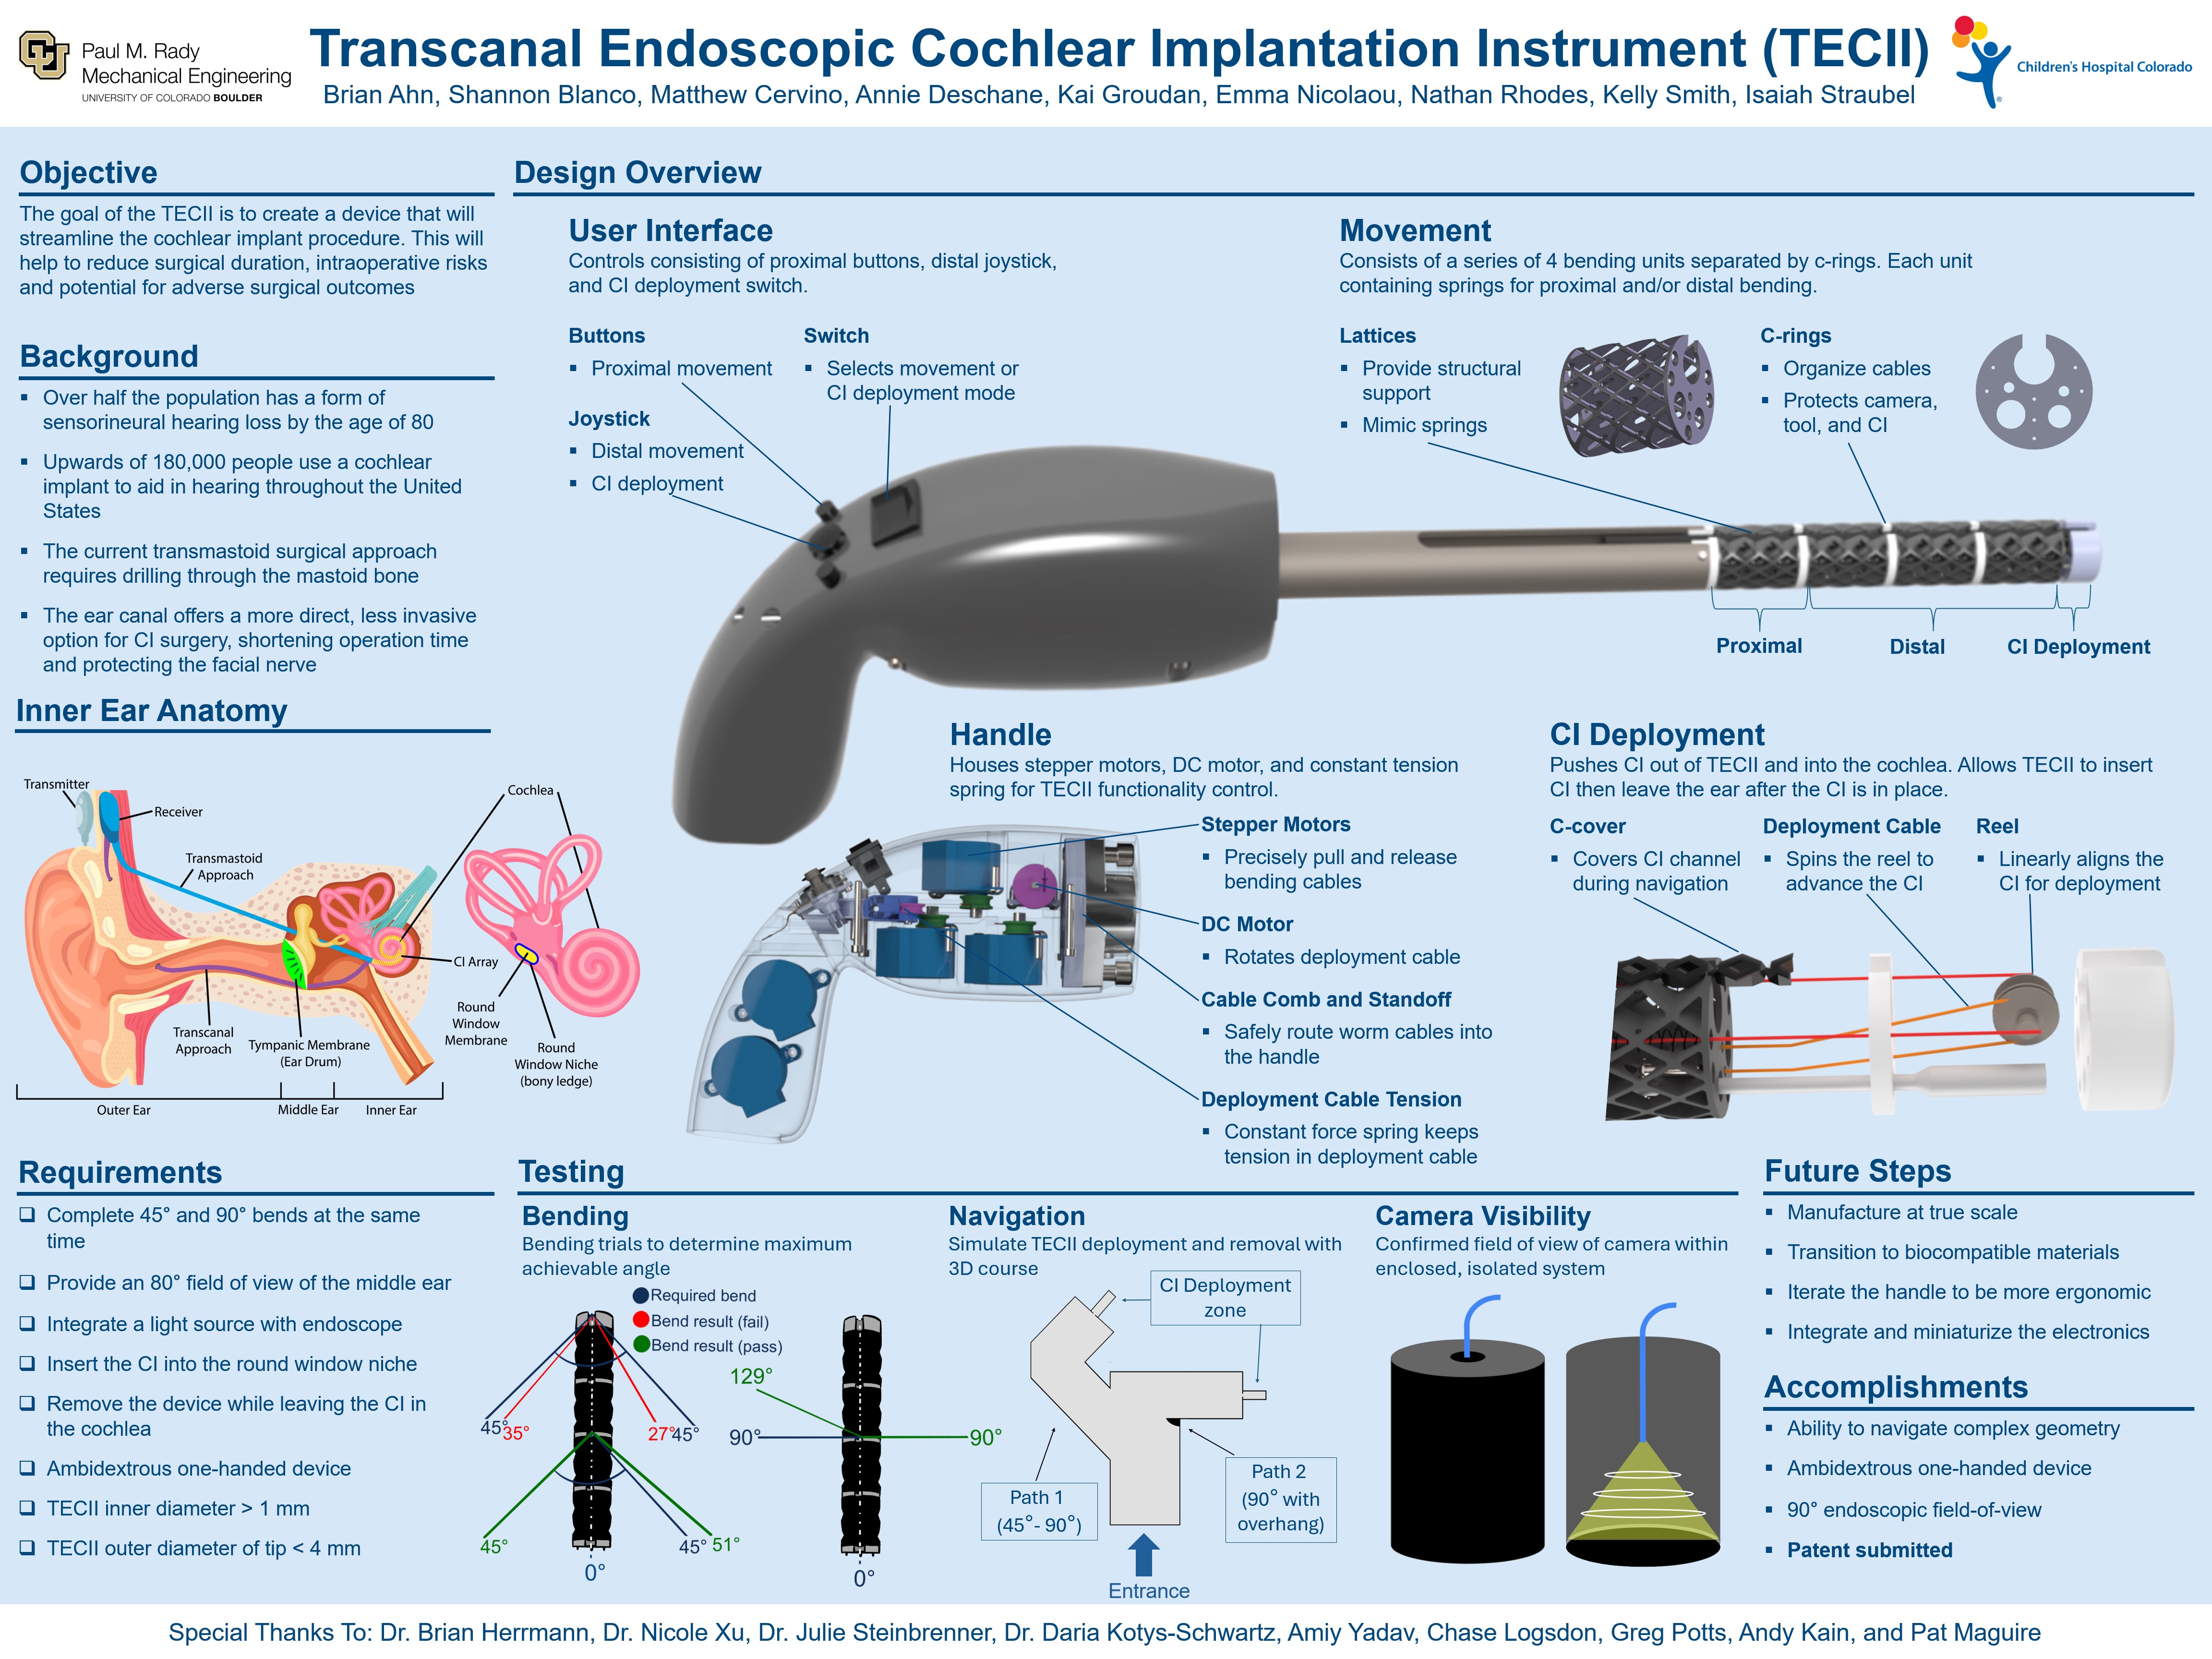 Paul M. Rady
Mechanical Engineering
UNIVERSITY OF COLORADO BOULDER
Transcanal Endoscopic Cochlear Implantation Instrument (TECII)
Brian Ahn, Shannon Blanco, Matthew Cervino, Annie Deschane, Kai Groudan, Emma Nicolaou, Nathan Rhodes, Kelly Smith, Isaiah Straubel
Children's Hospital Colorado
Objective
The goal of the TECII is to create a device that will
streamline the cochlear implant procedure. This will
help to reduce surgical duration, intraoperative risks
and potential for adverse surgical outcomes
Background
▪ Over half the population has a form of
sensorineural hearing loss by the age of 80
▪ Upwards of 180,000 people use a cochlear
implant to aid in hearing throughout the United
States
▪ The current transmastoid surgical approach
requires drilling through the mastoid bone
▪ The ear canal offers a more direct, less invasive
option for CI surgery, shortening operation time
and protecting the facial nerve
Inner Ear Anatomy
Transmitter
Receiver
Transmastoid
Approach
Cochlea
CI Array
Round
Window
Membrane
Round
Window Niche
(bony ledge)
Transcanal
Approach
Tympanic Membrane
(Ear Drum)
Outer Ear
Middle Ear
Inner Ear
Design Overview
User Interface
Controls consisting of proximal buttons, distal joystick,
and CI deployment switch.
Buttons
▪ Proximal movement
Joystick
▪ Distal movement
▪ CI deployment
Switch
▪ Selects movement or
CI deployment mode
Movement
Consists of a series of 4 bending units separated by c-rings. Each unit
containing springs for proximal and/or distal bending.
Lattices
▪ Provide structural
support
▪ Mimic springs
C-rings
▪ Organize cables
▪ Protects camera,
tool, and CI
Proximal
Distal
CI Deployment
Handle
Houses stepper motors, DC motor, and constant tension
spring for TECII functionality control.
Stepper Motors
▪ Precisely pull and release
bending cables
DC Motor
▪ Rotates deployment cable
Cable Comb and Standoff
▪ Safely route worm cables into
the handle
Deployment Cable Tension
▪ Constant force spring keeps
tension in deployment cable
CI Deployment
Pushes CI out of TECII and into the cochlea. Allows TECII to insert
CI then leave the ear after the CI is in place.
C-cover
▪ Covers CI channel
during navigation
Deployment Cable
▪ Spins the reel to
advance the CI
Reel
▪ Linearly aligns the
CI for deployment
Requirements
❑ Complete 45° and 90° bends at the same
time
❑ Provide an 80° field of view of the middle ear
❑ Integrate a light source with endoscope
❑ Insert the CI into the round window niche
❑ Remove the device while leaving the CI in
the cochlea
❑ Ambidextrous one-handed device
❑ TECII inner diameter > 1 mm
❑ TECII outer diameter of tip < 4 mm
Testing
Bending
Bending trials to determine maximum
achievable angle
Required bend
Bend result (fail)
Bend result (pass)
45°
35°
27°
45°
45°
45°
51°
0°
129°
90°
90°
0°
Navigation
Simulate TECII deployment and removal with
3D course
CI Deployment
zone
Path 1
(45°- 90°)
Path 2
(90° with
overhang)
Entrance
Camera Visibility
Confirmed field of view of camera within
enclosed, isolated system
Future Steps
▪ Manufacture at true scale
▪ Transition to biocompatible materials
▪ Iterate the handle to be more ergonomic
▪ Integrate and miniaturize the electronics
Accomplishments
▪ Ability to navigate complex geometry
▪ Ambidextrous one-handed device
▪ 90° endoscopic field-of-view
▪ Patent submitted
Special Thanks To: Dr. Brian Herrmann, Dr. Nicole Xu, Dr. Julie Steinbrenner, Dr. Daria Kotys-Schwartz, Amiy Yadav, Chase Logsdon, Greg Potts, Andy Kain, and Pat Maguire